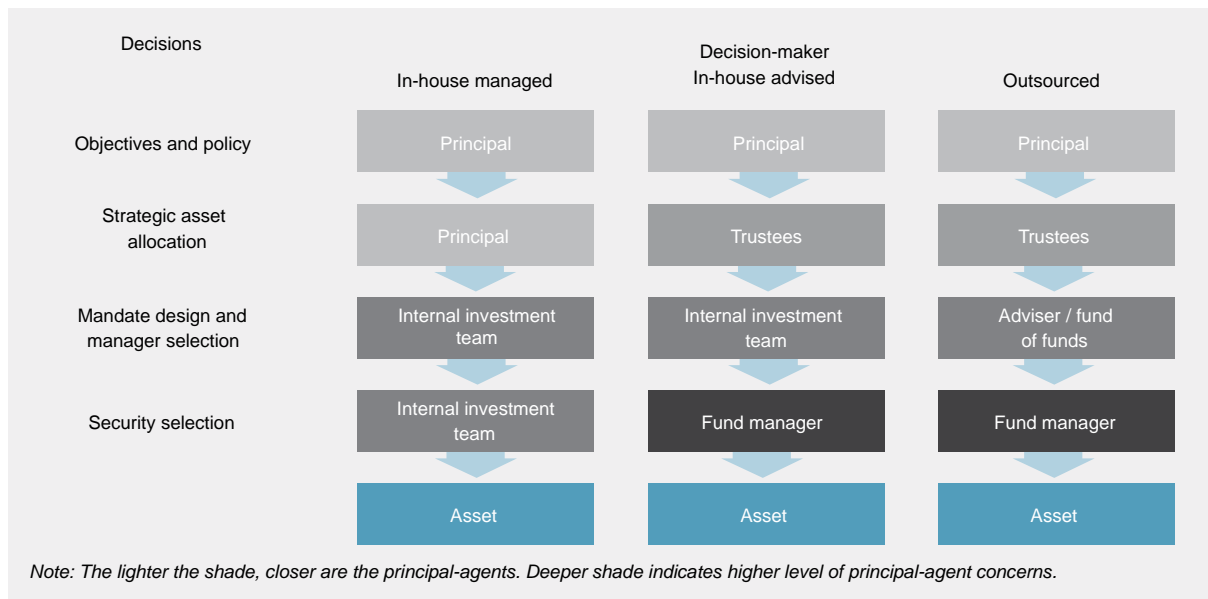 Decisions
Decision-maker
In-house managed
In-house advised
Outsourced
Objectives and policy
Principal
Principal
Principal
Strategic asset
allocation
Principal
Trustees
Trustees
Mandate design and
manager selection
Internal investment
team
Internal investment
team
Adviser / fund
of funds
Security selection
Internal investment
team
Fund manager
Fund manager
Asset
Asset
Asset
Note: The lighter the shade, closer are the principal-agents. Deeper shade indicates higher level of principal-agent concerns.